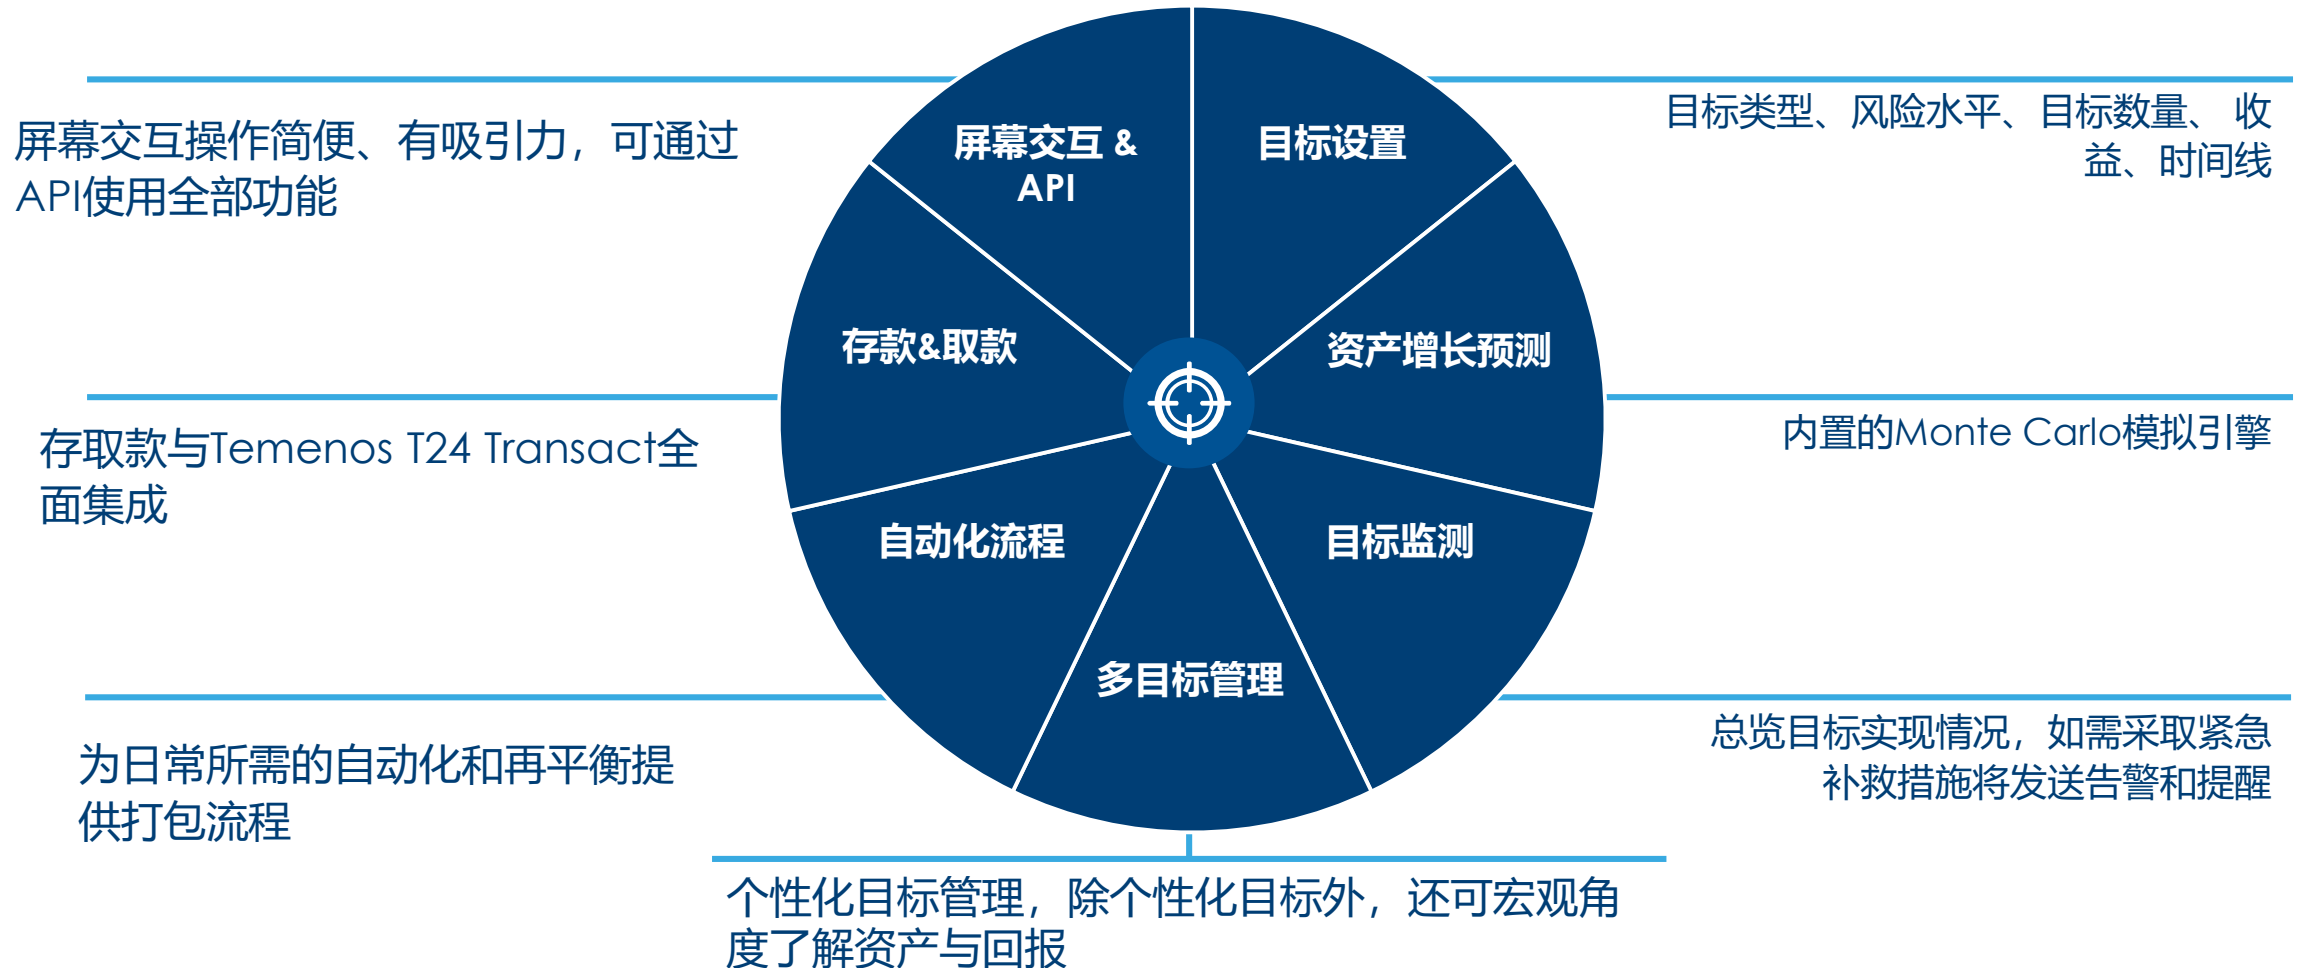 屏幕交互 &
API
目标设置
资产增长预测
目标监测
多目标管理
自动化流程
存款&取款
屏幕交互操作简便、有吸引力，可通过
API使用全部功能
存取款与Temenos T24 Transact全
面集成
为日常所需的自动化和再平衡提
供打包流程
目标类型、风险水平、目标数量、 收
益、时间线
内置的Monte Carlo模拟引擎
总览目标实现情况，如需采取紧急
补救措施将发送告警和提醒
个性化目标管理，除个性化目标外，还可宏观角
度了解资产与回报